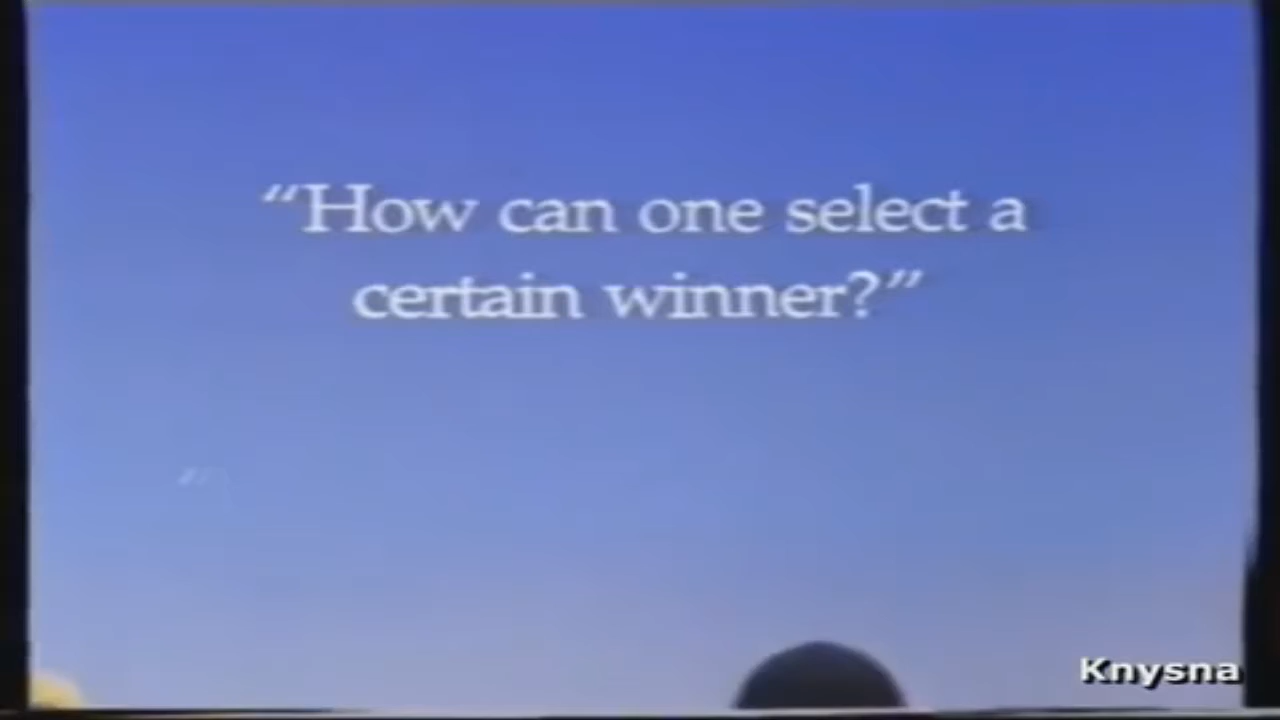 “How can one select a
certain winner?”
Knysna